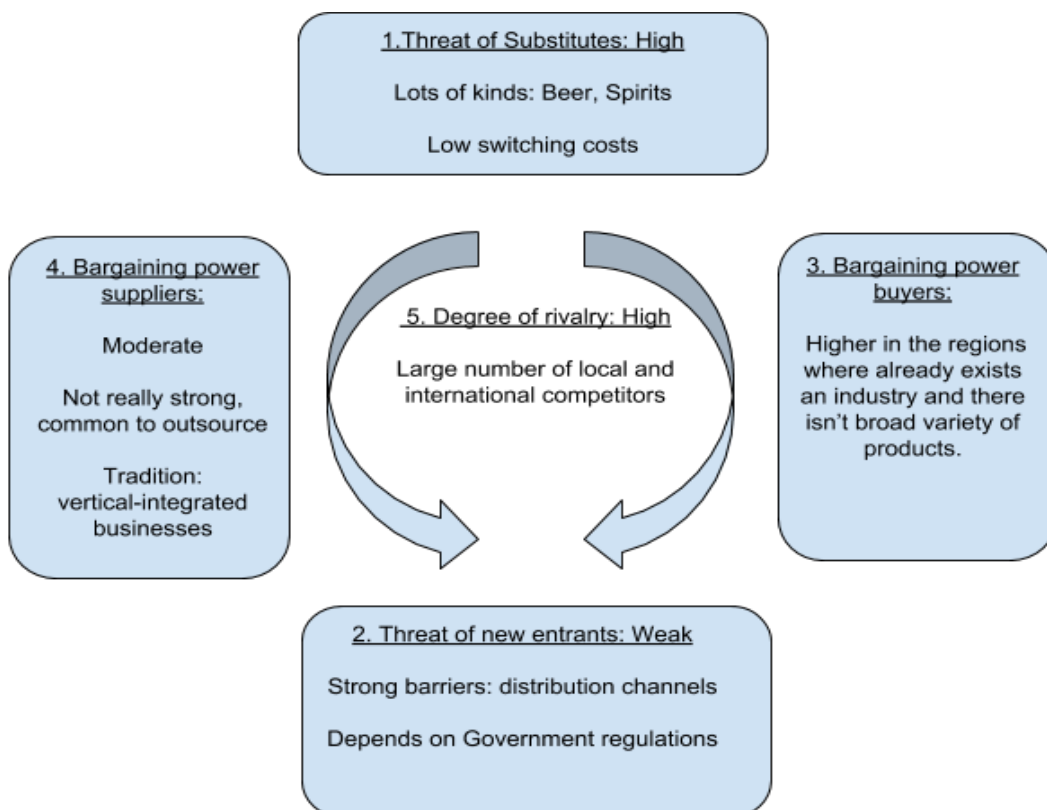 1.Threat of Substitutes: High
Lots of kinds: Beer, Spirits
Low switching costs
4. Bargaining power
suppliers:
Moderate
Not really strong,
common to outsource
Tradition:
vertical-integrated
businesses
5. Degree of rivalry: High
Large number of local and
international competitors
3. Bargaining power
buyers:
Higher in the regions
where already exists
an industry and there
isn't broad variety of
products.
2. Threat of new entrants: Weak
Strong barriers: distribution channels
Depends on Government regulations